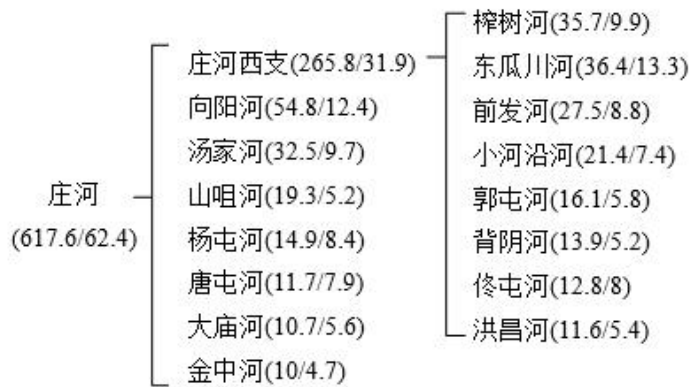 庄河
(617.6/62.4)
庄河西支(265.8/31.9)
向阳河(54.8/12.4)
汤家河(32.5/9.7)
山咀河(19.3/5.2)
杨屯河(14.9/8.4)
唐屯河(11.7/7.9)
大庙河(10.7/5.6)
金中河(10/4.7)
榨树河(35.7/9.9)
东瓜川河(36.4/13.3)
前发河(27.5/8.8)
小河沿河(21.4/7.4)
郭屯河(16.1/5.8)
背阴河(13.9/5.2)
佟屯河(12.8/8)
洪昌河(11.6/5.4)